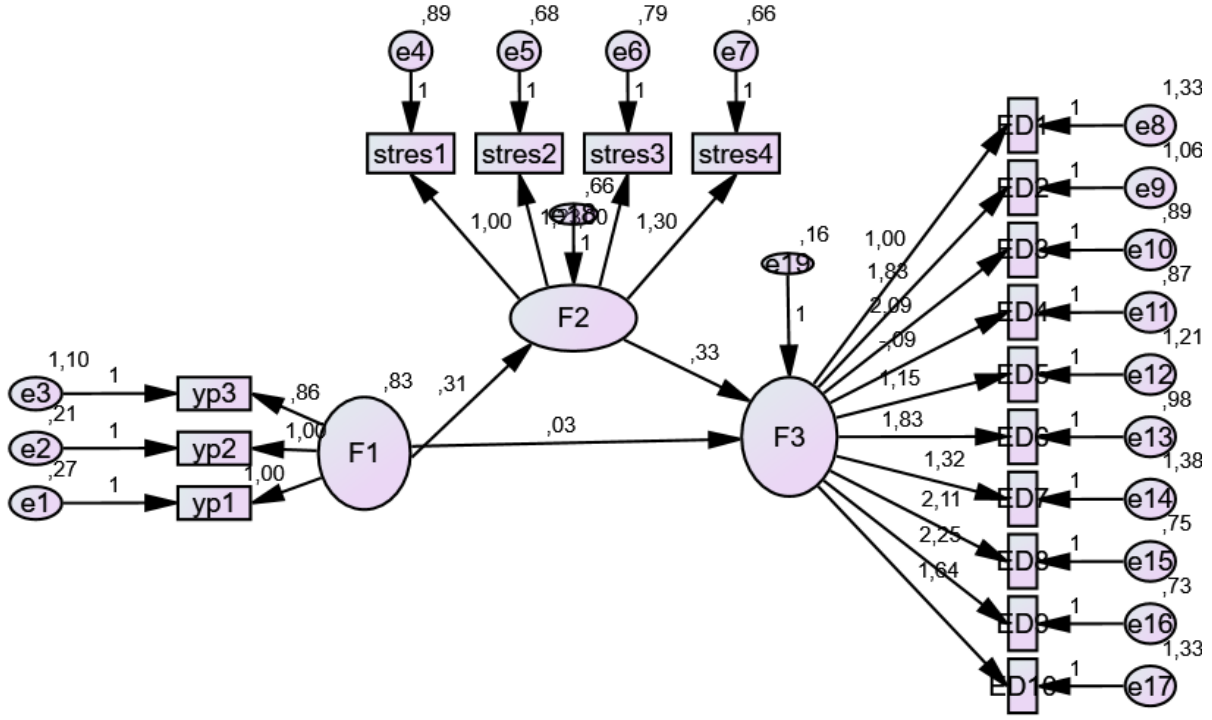 ,89 ,68 ,79 ,66
e4 e5 e6 e7
1 1 1 1
stres1 stres2 stres3 stres4
,66
1,00 1,30
1
F2
,16
e19
1
,33
,31
,03
1,10
e3 1 yp3 ,86 ,83
,21
e2 1 yp2 1,00 F1
,27
e1 1 yp1 1,00
F3
1,00
1,83
2,09
-,09
1,15
1,83
1,32
2,11
2,25
1,64
1,33
ED1 1 e8
1,06
ED2 1 e9
,89
ED3 1 e10
,87
ED4 1 e11
1,21
ED5 1 e12
,98
ED6 1 e13
1,38
ED7 1 e14
,75
ED8 1 e15
,73
ED9 1 e16
1,33
ED10 1 e17